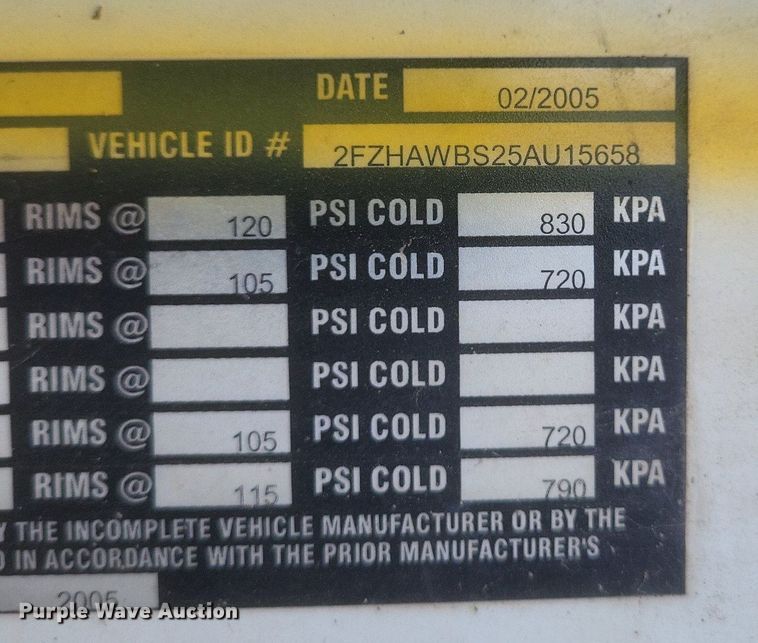 DATE 02/2005
VEHICLE ID # 2FZHAWBS25AU15658
RIMS @ 120 PSI COLD 830 KPA
RIMS @ 105 PSI COLD 720 KPA
RIMS @ PSI COLD KPA
RIMS @ PSI COLD KPA
RIMS @ 105 PSI COLD 720 KPA
RIMS @ 115 PSI COLD 790 KPA
THE INCOMPLETE VEHICLE MANUFACTURER OR BY THE
IN ACCORDANCE WITH THE PRIOR MANUFACTURER'S
2005
Purple Wave Auction